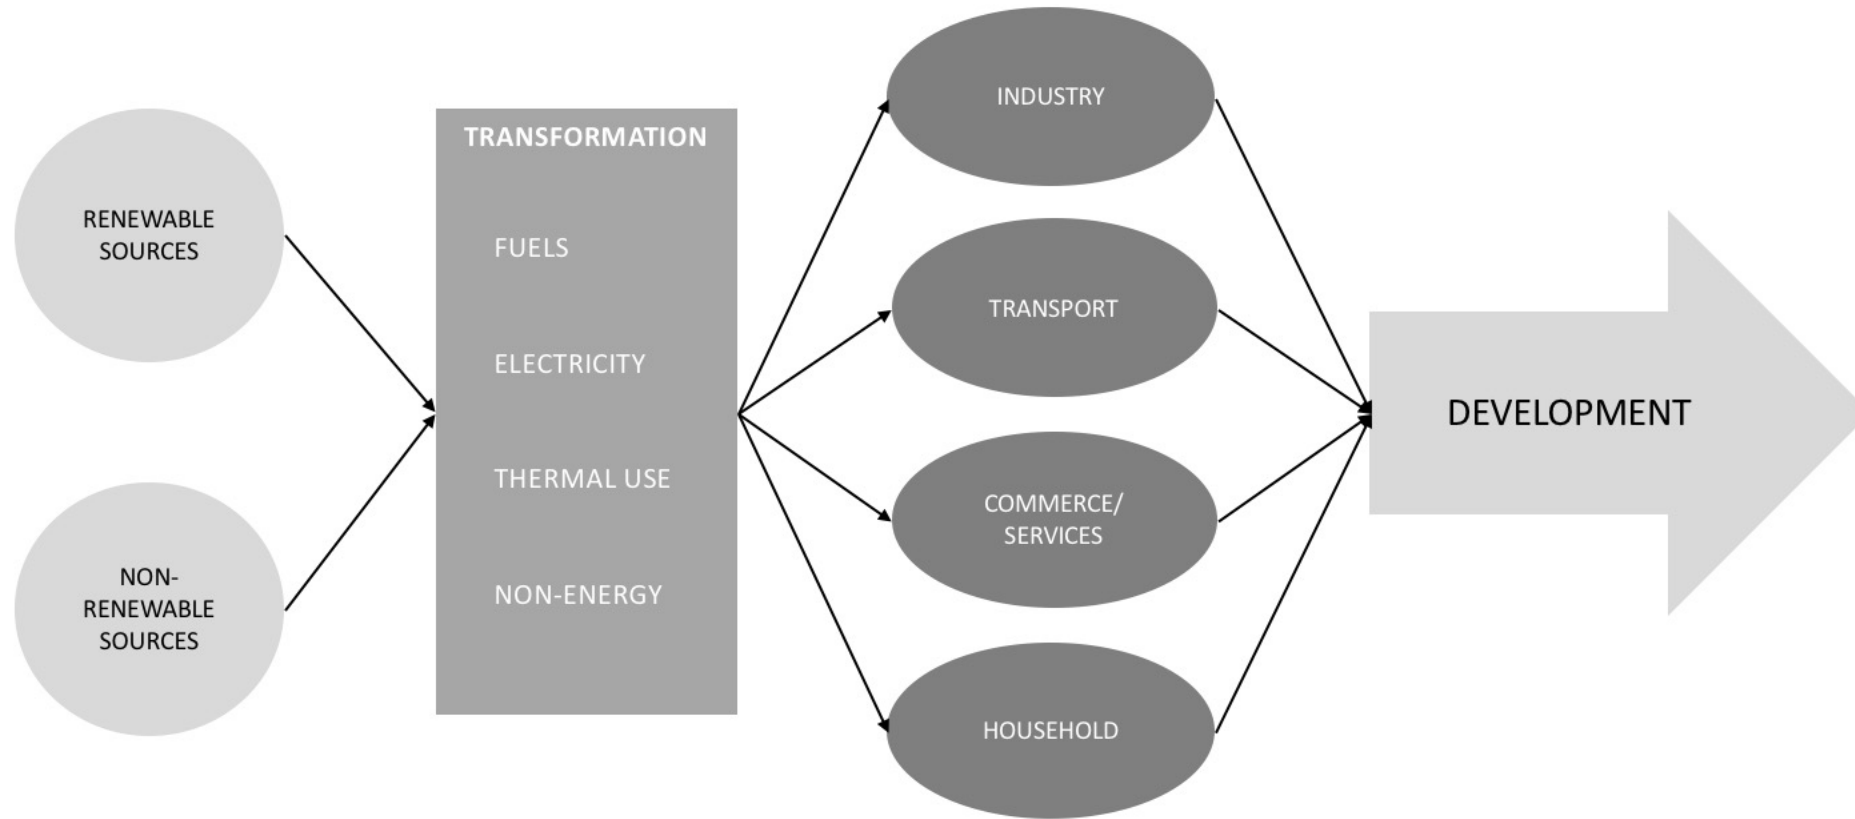 RENEWABLE
SOURCES
NON-
RENEWABLE
SOURCES
TRANSFORMATION
FUELS
ELECTRICITY
THERMAL USE
NON-ENERGY
INDUSTRY
TRANSPORT
COMMERCE/
SERVICES
HOUSEHOLD
DEVELOPMENT